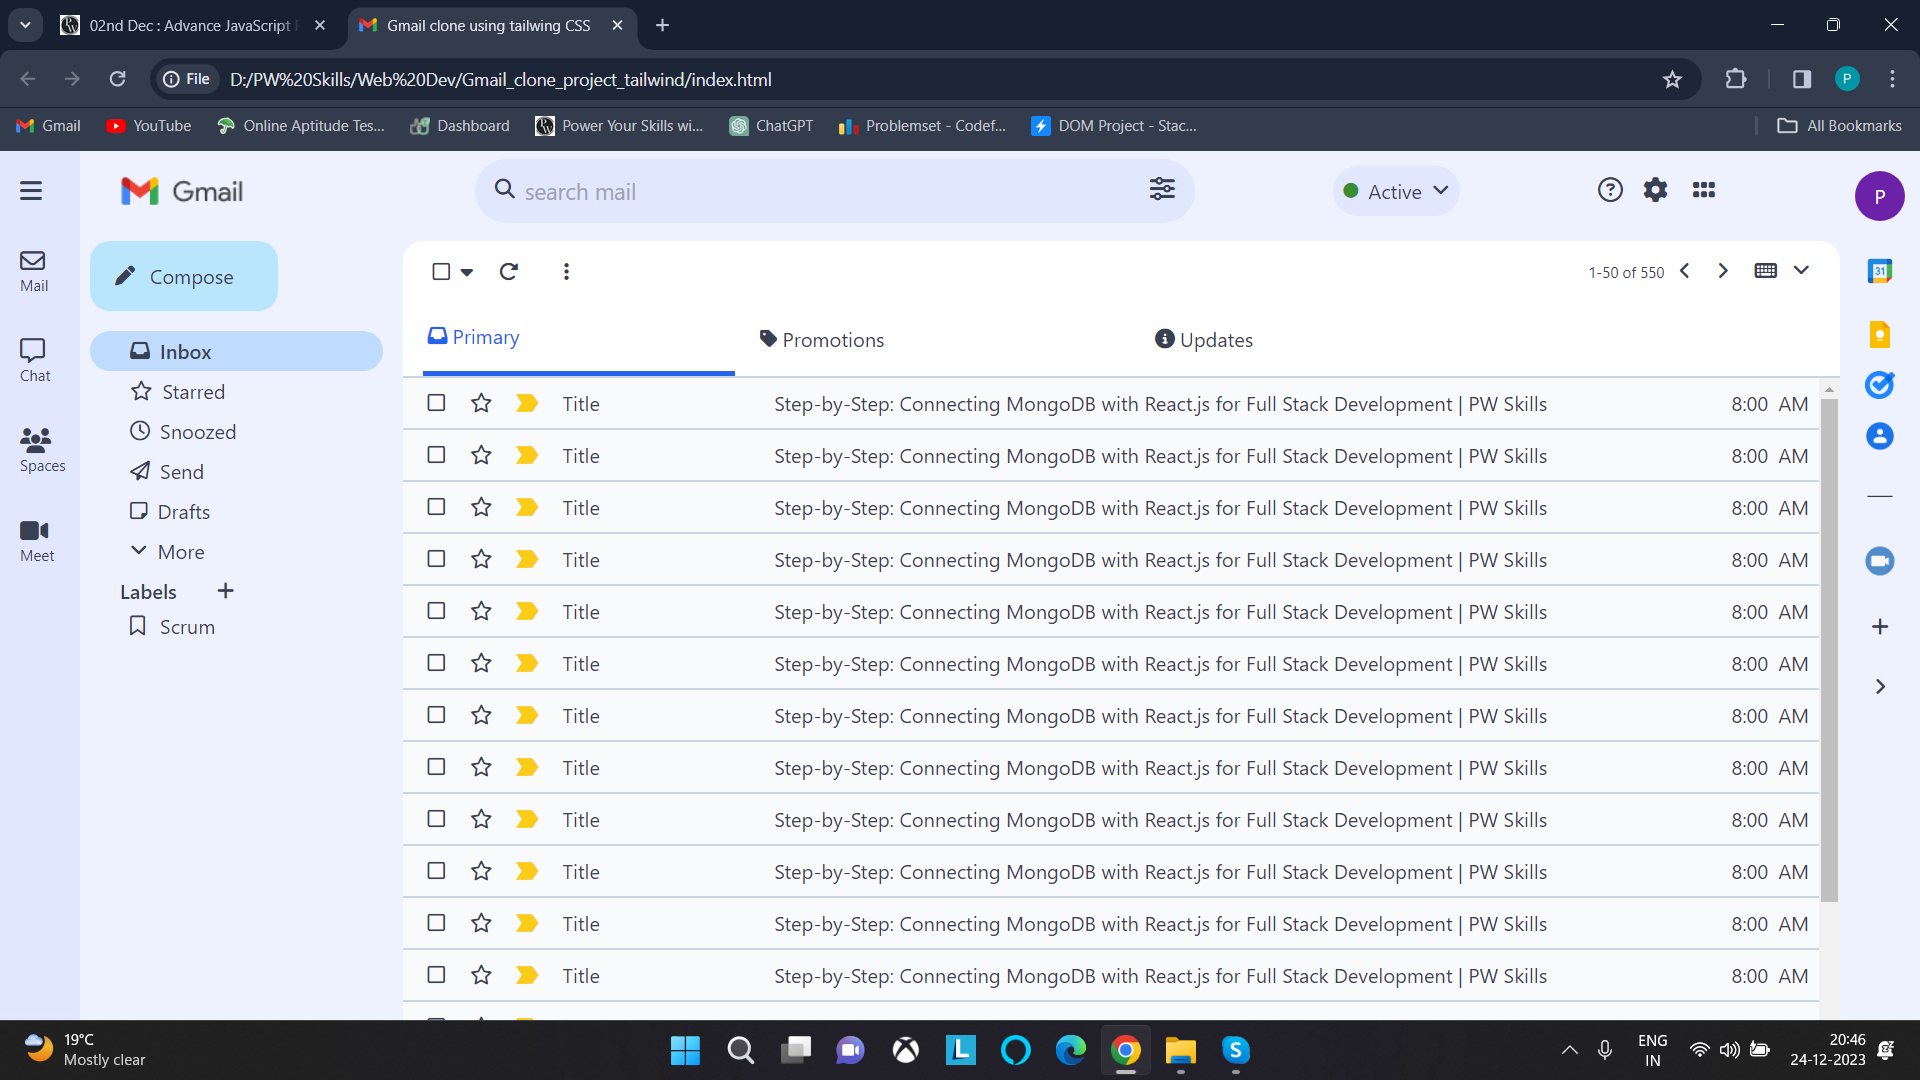 02nd Dec : Advance JavaScript
Gmail clone using tailwing CSS
File
D:/PW%20Skills/Web%20Dev/Gmail_clone_project_tailwind/index.html
P
Gmail
YouTube
Online Aptitude Tes...
Dashboard
Power Your Skills wi...
ChatGPT
Problemset - Codef...
DOM Project - Stac...
All Bookmarks
Gmail
search mail
Active
P
Mail
Chat
Spaces
Meet
Compose
Inbox
Starred
Snoozed
Send
Drafts
More
Labels +
Scrum
1-50 of 550
31
Primary
Promotions
Updates
Title Step-by-Step: Connecting MongoDB with React.js for Full Stack Development | PW Skills 8:00 AM
Title Step-by-Step: Connecting MongoDB with React.js for Full Stack Development | PW Skills 8:00 AM
Title Step-by-Step: Connecting MongoDB with React.js for Full Stack Development | PW Skills 8:00 AM
Title Step-by-Step: Connecting MongoDB with React.js for Full Stack Development | PW Skills 8:00 AM
Title Step-by-Step: Connecting MongoDB with React.js for Full Stack Development | PW Skills 8:00 AM
Title Step-by-Step: Connecting MongoDB with React.js for Full Stack Development | PW Skills 8:00 AM
Title Step-by-Step: Connecting MongoDB with React.js for Full Stack Development | PW Skills 8:00 AM
Title Step-by-Step: Connecting MongoDB with React.js for Full Stack Development | PW Skills 8:00 AM
Title Step-by-Step: Connecting MongoDB with React.js for Full Stack Development | PW Skills 8:00 AM
Title Step-by-Step: Connecting MongoDB with React.js for Full Stack Development | PW Skills 8:00 AM
Title Step-by-Step: Connecting MongoDB with React.js for Full Stack Development | PW Skills 8:00 AM
Title Step-by-Step: Connecting MongoDB with React.js for Full Stack Development | PW Skills 8:00 AM
19°C
Mostly clear
L
S
ENG
IN
20:46
24-12-2023